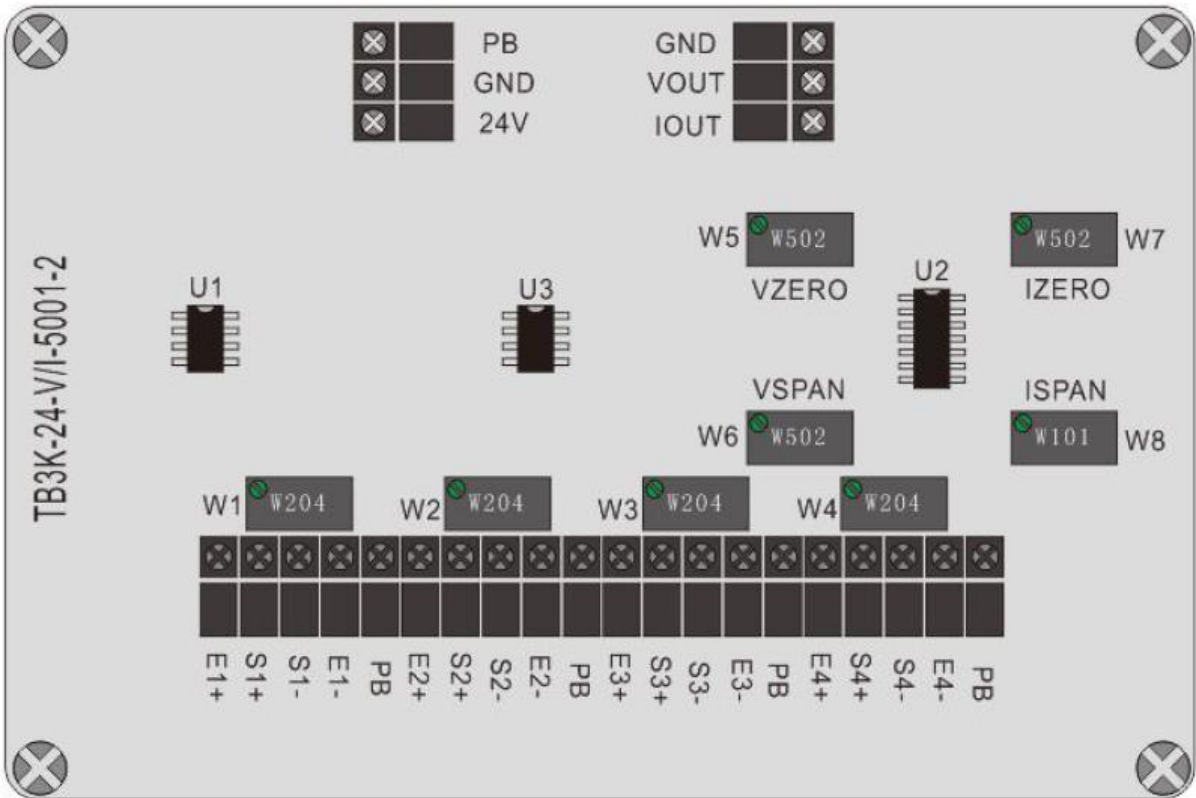 PB GND
GND VOUT
24V IOUT
TB3K-24-V/I-5001-2
W5 W502 W502 W7
VZERO IZERO
U1 U3 U2
VSPAN ISPAN
W6 W502 W101 W8
W1 W204 W2 W204 W3 W204 W4 W204
E1+ S1+ S1- E1- PB E2+ S2+ S2- E2- PB E3+ S3+ S3- E3- PB E4+ S4+ S4- E4- PB